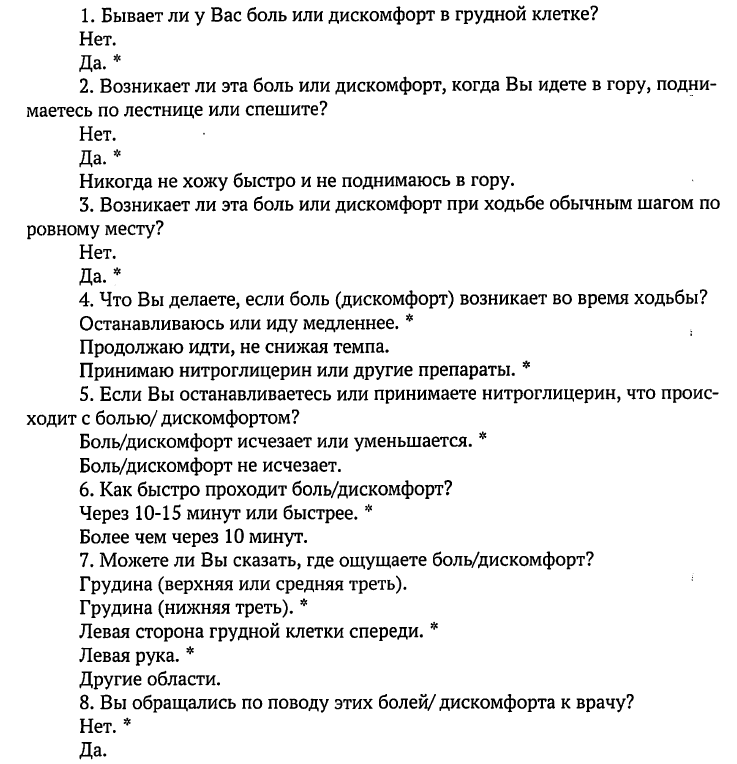 1. Бывает ли у Вас боль или дискомфорт в грудной клетке?
Нет.
Да. *
2. Возникает ли эта боль или дискомфорт, когда Вы идете в гору, подни-
маетесь по лестнице или спешите?
Нет.
Да. *
Никогда не хожу быстро и не поднимаюсь в гору.
3. Возникает ли эта боль или дискомфорт при ходьбе обычным шагом по
ровному месту?
Нет.
Да. *
4. Что Вы делаете, если боль (дискомфорт) возникает во время ходьбы?
Останавливаюсь или иду медленнее. *
Продолжаю идти, не снижая темпа.
Принимаю нитроглицерин или другие препараты. *
5. Если Вы останавливаетесь или принимаете нитроглицерин, что проис-
ходит с болью/ дискомфортом?
Боль/дискомфорт исчезает или уменьшается. *
Боль/дискомфорт не исчезает.
6. Как быстро проходит боль/дискомфорт?
Через 10-15 минут или быстрее. *
Более чем через 10 минут.
7. Можете ли Вы сказать, где ощущаете боль/дискомфорт?
Грудина (верхняя или средняя треть).
Грудина (нижняя треть). *
Левая сторона грудной клетки спереди. *
Левая рука. *
Другие области.
8. Вы обращались по поводу этих болей/ дискомфорта к врачу?
Нет. *
Да.